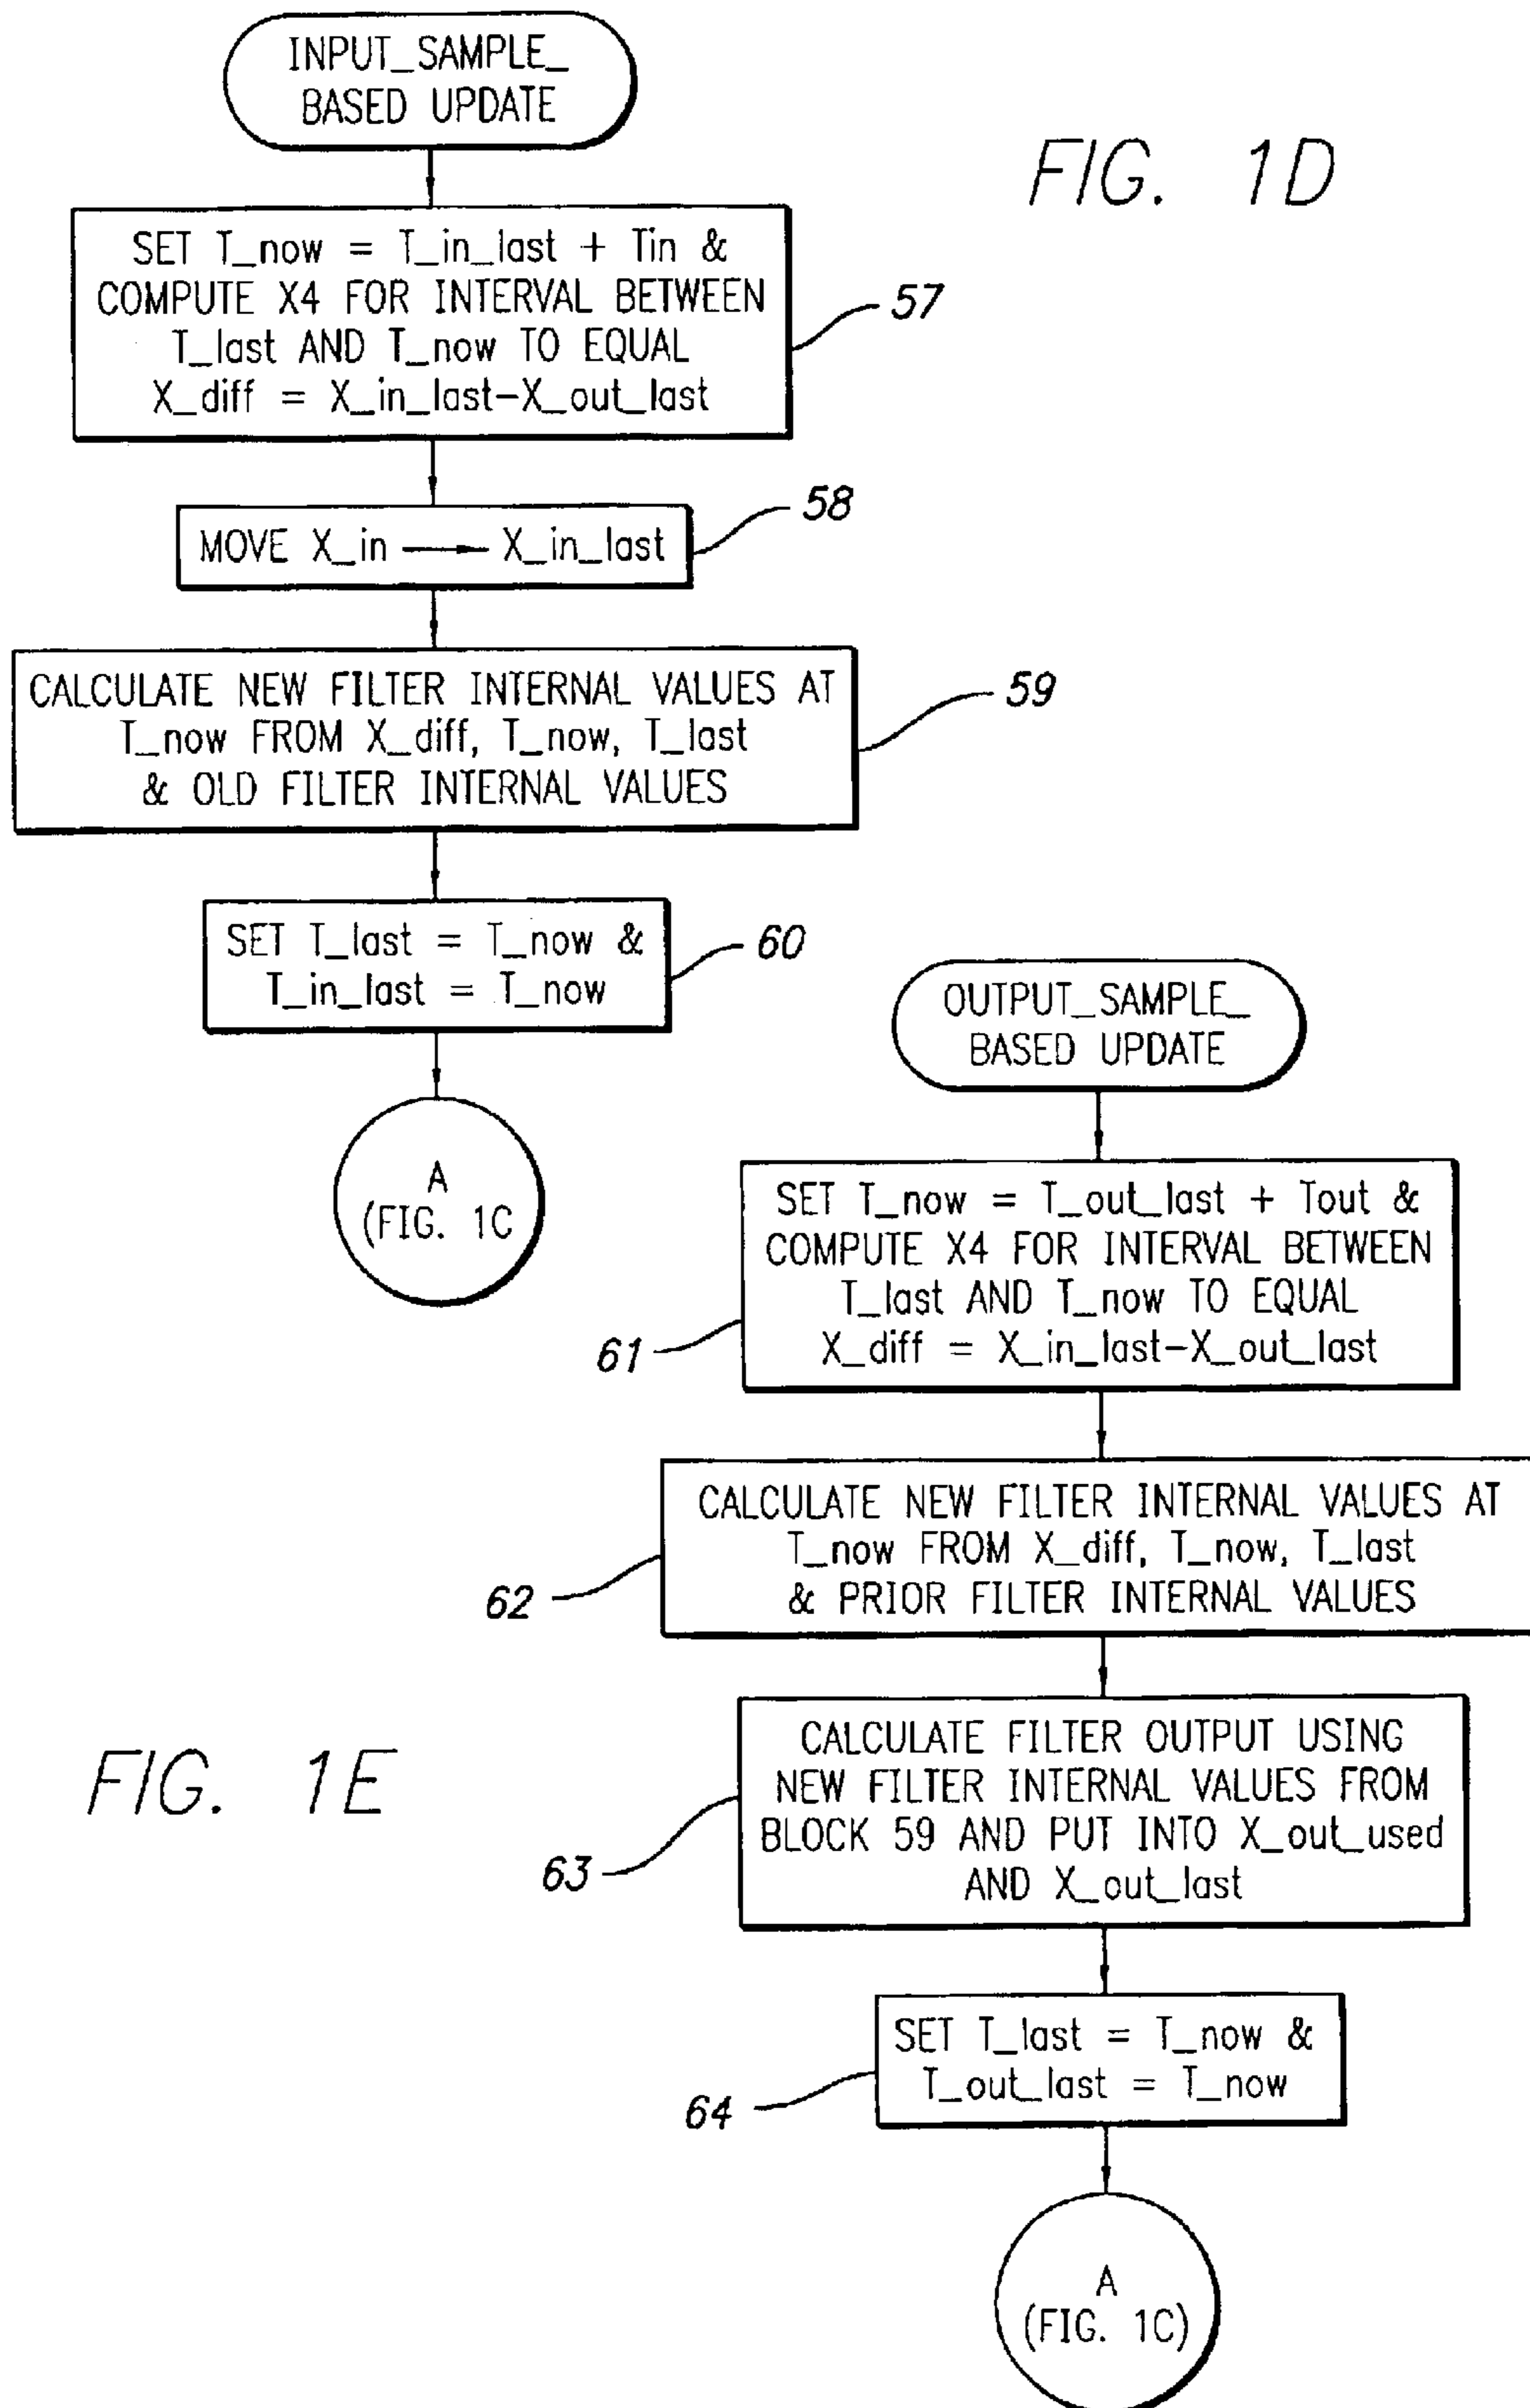 INPUT_SAMPLE_
BASED UPDATE
FIG. 1D
SET T_now = T_in_last + Tin &
COMPUTE X4 FOR INTERVAL BETWEEN
T_last AND T_now TO EQUAL
X_diff = X_in_last-X_out_last
57
MOVE X_in → X_in_last
58
CALCULATE NEW FILTER INTERNAL VALUES AT
T_now FROM X_diff, T_now, T_last
& OLD FILTER INTERNAL VALUES
59
SET T_last = T_now &
T_in_last = T_now
60
A
(FIG. 1C
OUTPUT_SAMPLE_
BASED UPDATE
SET T_now = T_out_last + Tout &
COMPUTE X4 FOR INTERVAL BETWEEN
T_last AND T_now TO EQUAL
X_diff = X_in_last-X_out_last
61
CALCULATE NEW FILTER INTERNAL VALUES AT
T_now FROM X_diff, T_now, T_last
& PRIOR FILTER INTERNAL VALUES
62
CALCULATE FILTER OUTPUT USING
NEW FILTER INTERNAL VALUES FROM
BLOCK 59 AND PUT INTO X_out_used
AND X_out_last
63
FIG. 1E
SET T_last = T_now &
T_out_last = T_now
64
A
(FIG. 1C)